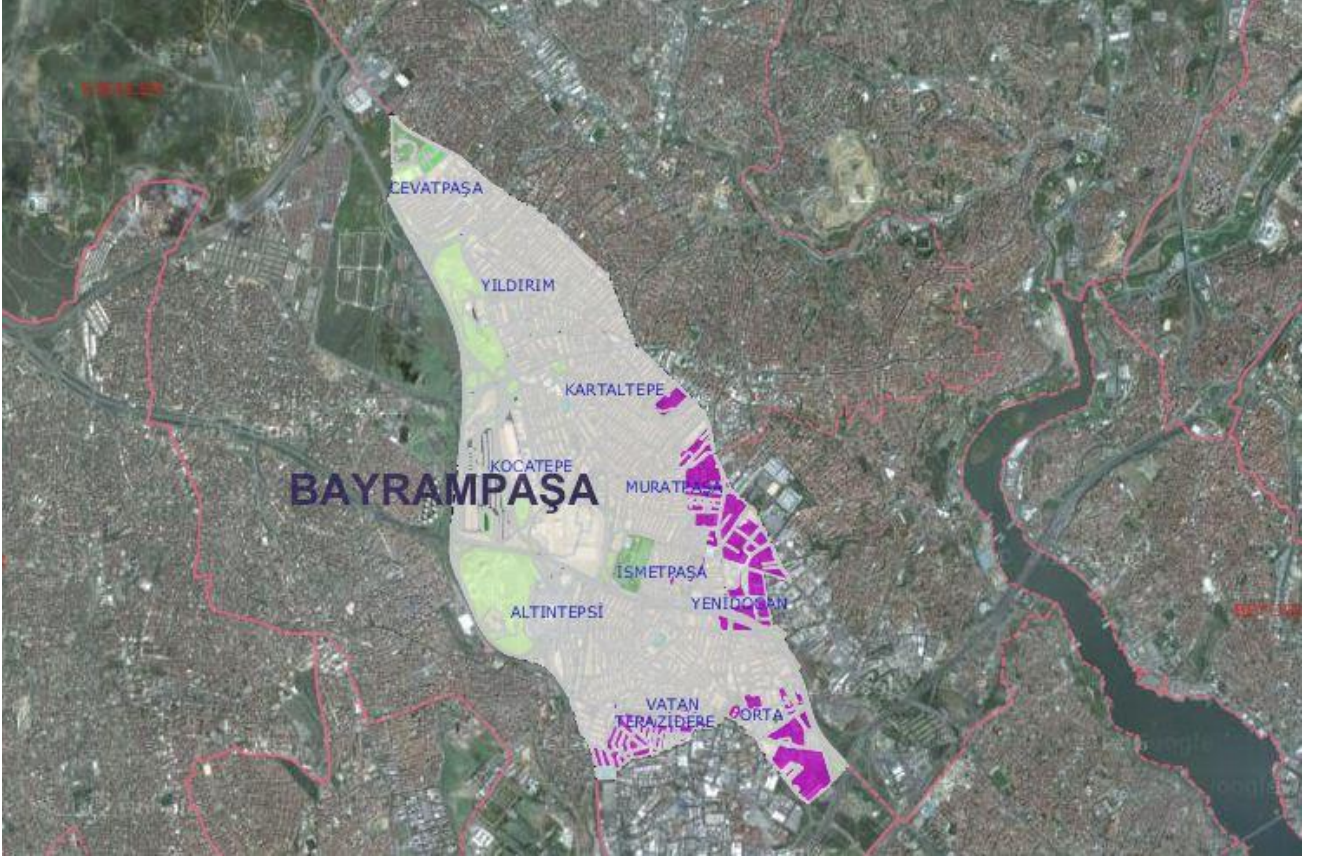 CEVATPAŞA
YILDIRIM
KARTALTEPE
KOCATEPE
BAYRAMPAŞA
MURATPAŞA
İSMETPAŞA
YENİDOĞAN
ALTINTEPSİ
VATAN
TERAZİDERE
ORTA